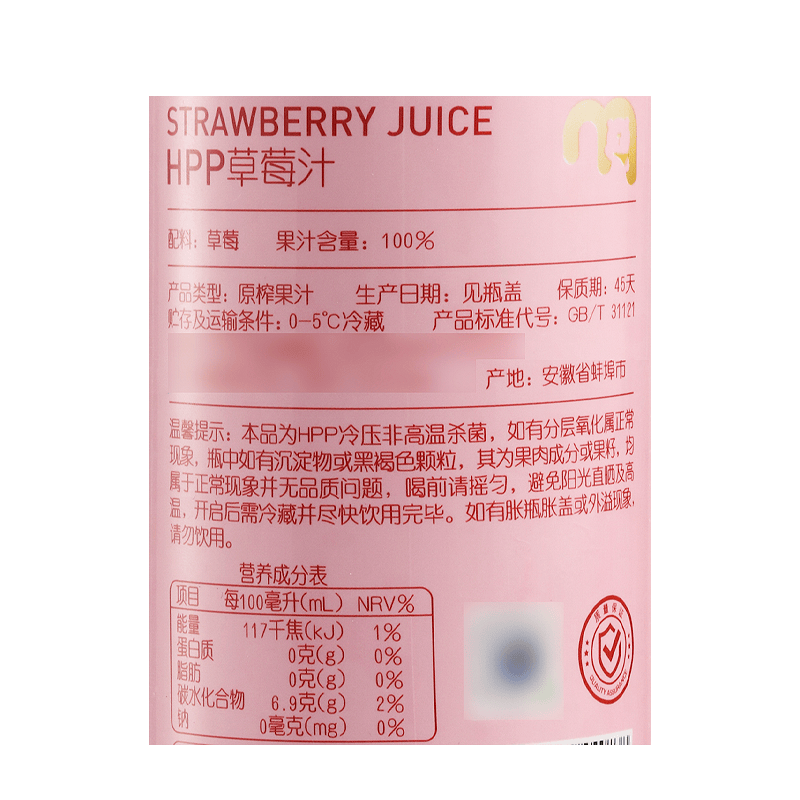 STRAWBERRY JUICE
HPP草莓汁
配料: 草莓 果汁含量: 100%
产品类型: 原榨果汁 生产日期: 见瓶盖 保质期: 45天
贮存及运输条件: 0-5℃冷藏 产品标准代号: GB/T 31121
产地: 安徽省蚌埠市
温馨提示: 本品为HPP冷压非高温杀菌, 如有分层氧化属正常
现象, 瓶中如有沉淀物或黑褐色颗粒, 其为果肉成分或果籽, 均
属于正常现象并无品质问题, 喝前请摇匀, 避免阳光直晒及高
温, 开启后需冷藏并尽快饮用完毕。如有胀瓶胀盖或外溢现象,
请勿饮用。
营养成分表
项目 每100毫升(mL) NRV%
能量 117千焦(kJ) 1%
蛋白质 0克(g) 0%
脂肪 0克(g) 0%
碳水化合物 6.9克(g) 2%
钠 0毫克(mg) 0%
质量保证
QUALITY ASSURANCE